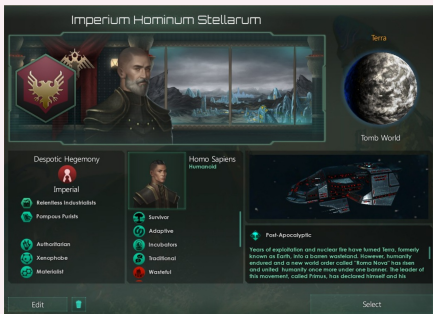 Imperium Hominum Stellarum
Terra
Tomb World
Despotic Hegemony
Imperial
Relentless Industrialists
Pompous Purists
Authoritarian
Xenophobe
Materialist
Homo Sapiens
Humanoid
Survivor
Adaptive
Incubators
Traditional
Wasteful
Post-Apocalyptic
Years of exploitation and nuclear fire have turned Terra, formerly
known as Earth, into a barren wasteland. However, humanity
endured and a new world order called "Roma Nova" has risen
and united humanity once more under one banner. The leader of
this movement, called Primus, has declared himself and his
Edit
Select